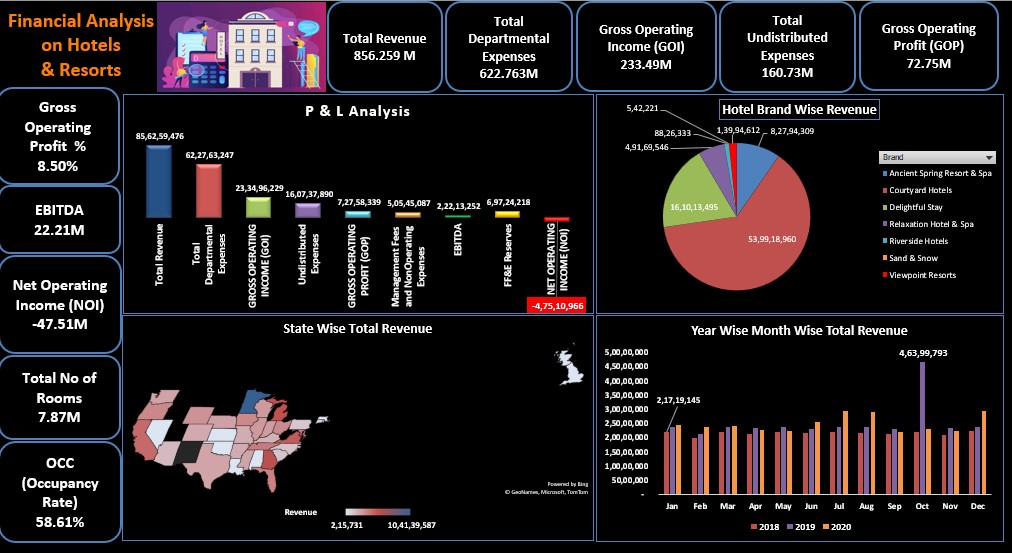 Financial Analysis
on Hotels
& Resorts
Total Revenue
856.259 M
Total
Departmental
Expenses
622.763M
Gross Operating
Income (GOI)
233.49M
Total
Undistributed
Expenses
160.73M
Gross Operating
Profit (GOP)
72.75M
Gross
Operating
Profit %
8.50%
EBITDA
22.21M
Net Operating
Income (NOI)
-47.51M
Total No of
Rooms
7.87M
OCC
(Occupancy
Rate)
58.61%
P & L Analysis
85,62,59,476
62,27,63,247
23,34,96,229
16,07,37,890
7,27,58,339
5,05,45,087
2,22,13,252
6,97,24,218
-4,75,10,966
Total Revenue
Total
Departmental
Expenses
GROSS OPERATING
INCOME (GOI)
Undistributed
Expenses
GROSS OPERATING
PROFIT (GOP)
Management Fees
and NonOperating
Expenses
EBITDA
FF&E Reserves
NET OPERATING
INCOME (NOI)
Hotel Brand Wise Revenue
5,42,221
88,26,333
4,91,69,546
1,39,94,612
8,27,94,309
16,10,13,495
53,99,18,960
Brand
Ancient Spring Resort & Spa
Courtyard Hotels
Delightful Stay
Relaxation Hotel & Spa
Riverside Hotels
Sand & Snow
Viewpoint Resorts
State Wise Total Revenue
Powered by Bing
© GeoNames, Microsoft, TomTom
Revenue
2,15,731
10,41,39,587
Year Wise Month Wise Total Revenue
5,00,00,000
4,50,00,000
4,00,00,000
3,50,00,000
3,00,00,000
2,50,00,000
2,00,00,000
1,50,00,000
1,00,00,000
50,00,000
-
2,17,19,145
4,63,99,793
Jan Feb Mar Apr May Jun Jul Aug Sep Oct Nov Dec
2018 2019 2020